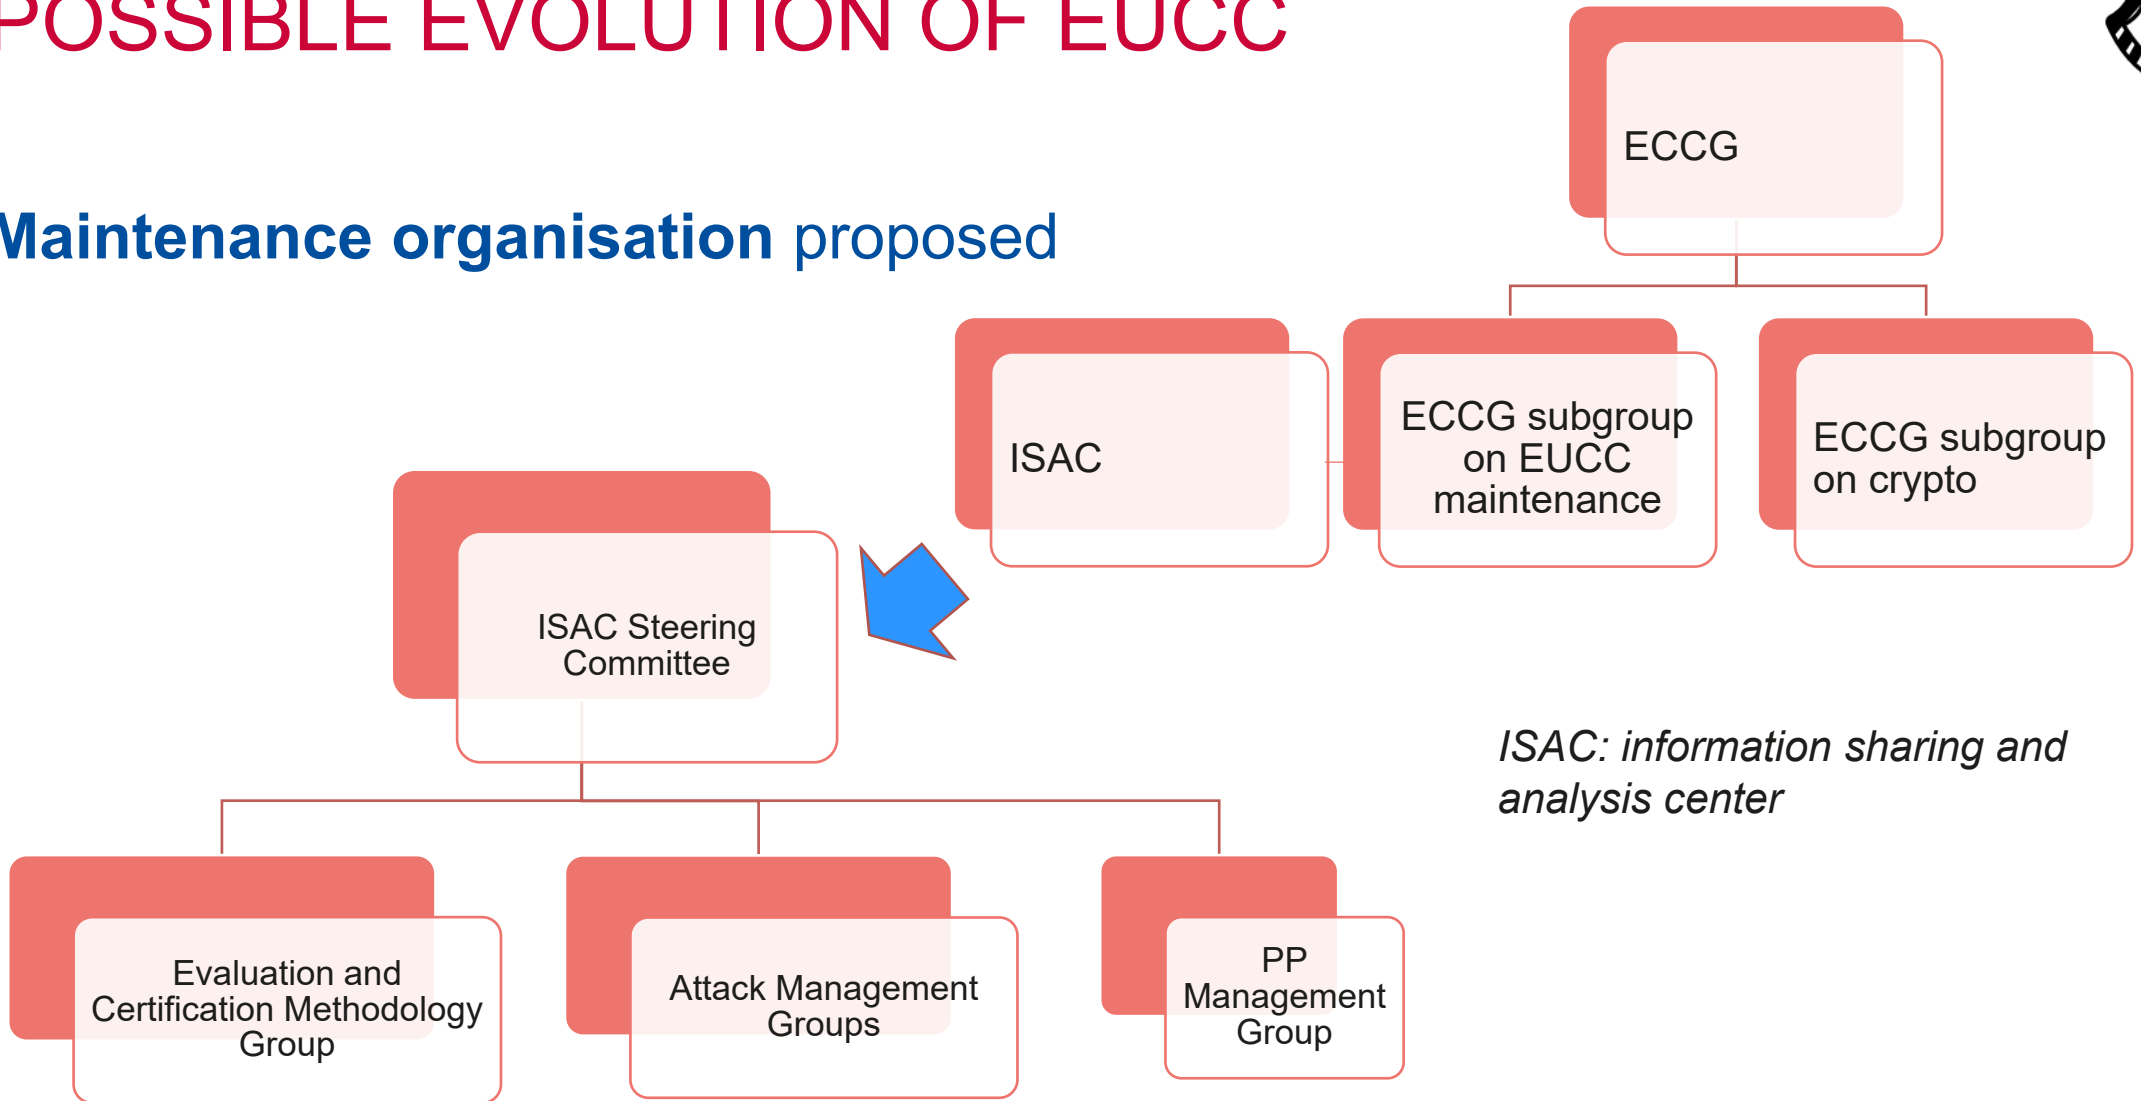 POSSIBLE EVOLUTION OF EUCC
Maintenance organisation proposed
ECCG
ISAC
ECCG subgroup
on EUCC
maintenance
ECCG subgroup
on crypto
ISAC Steering
Committee
ISAC: information sharing and
analysis center
Evaluation and
Certification Methodology
Group
Attack Management
Groups
PP
Management
Group